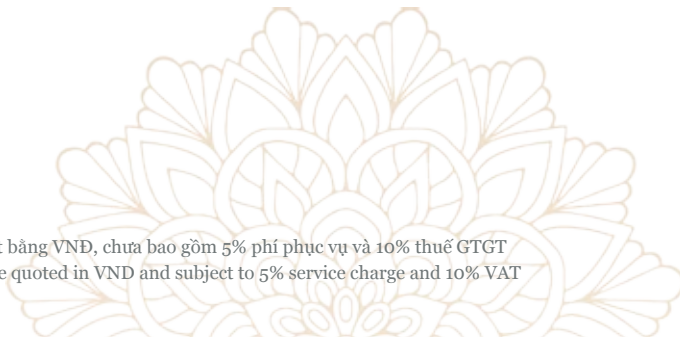 bằng VNĐ, chưa bao gồm 5% phí phục vụ và 10% thuế GTGT
quoted in VND and subject to 5% service charge and 10% VAT